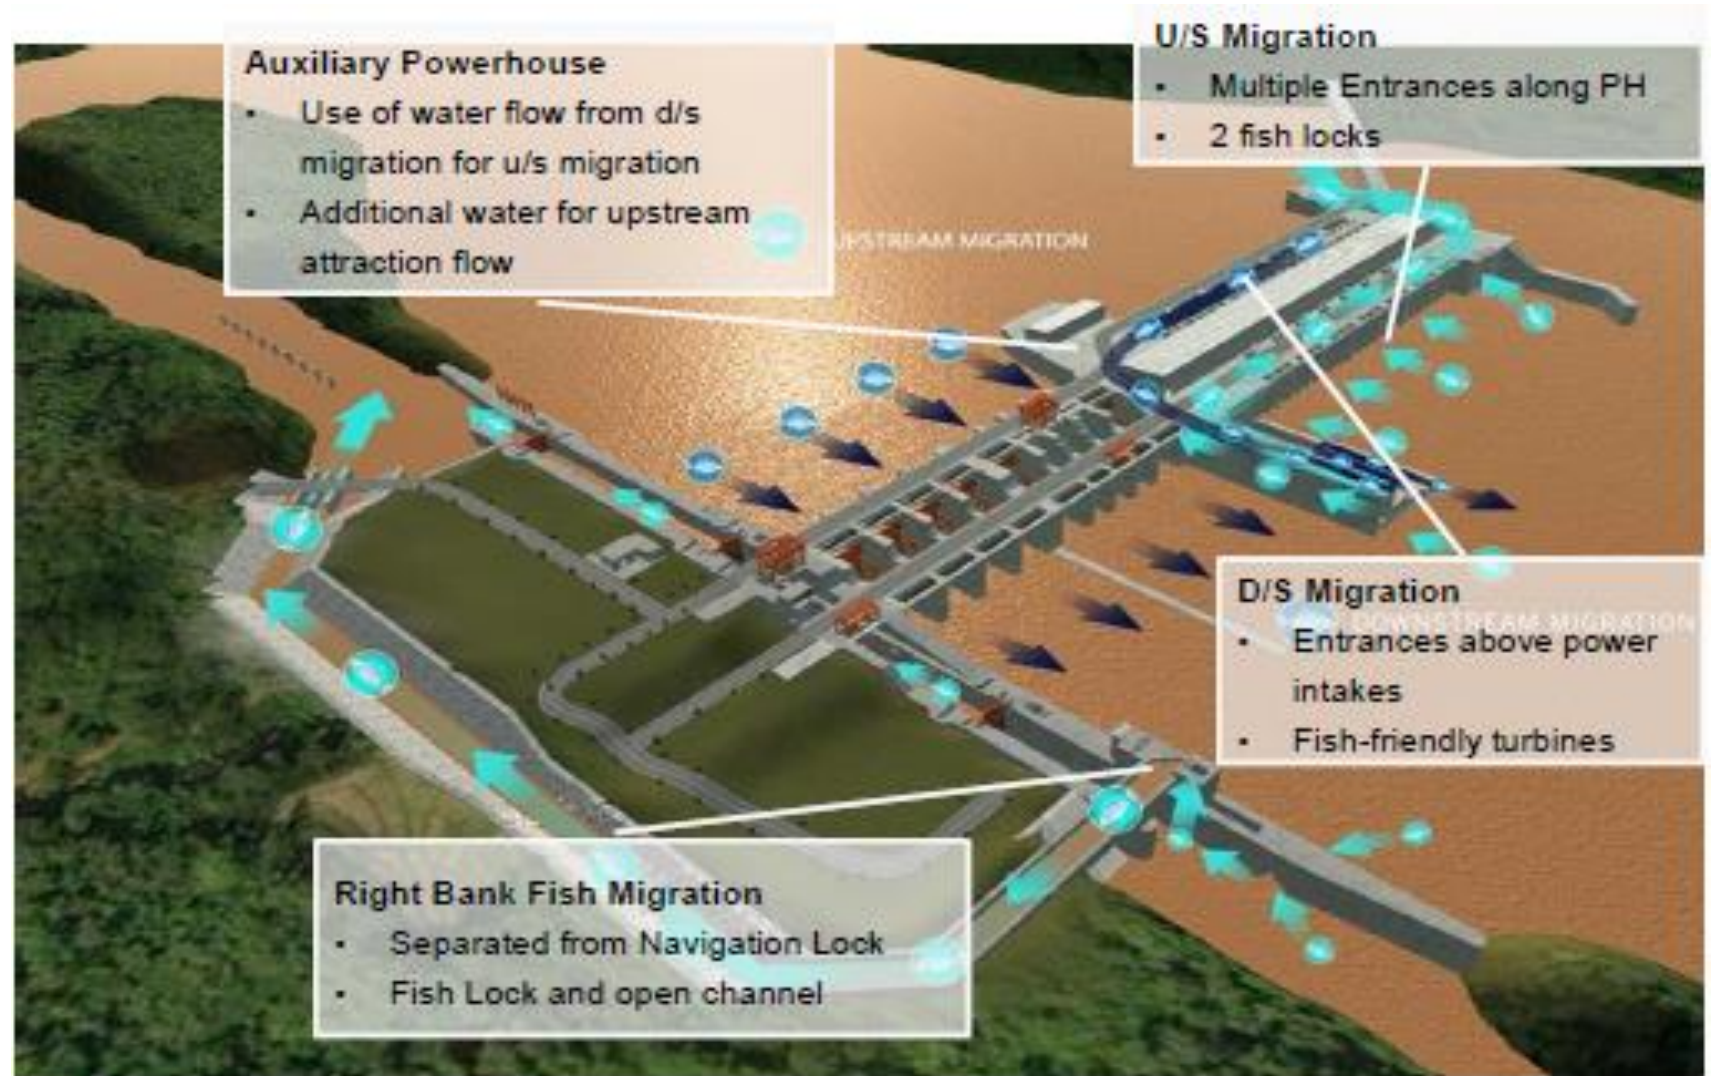 Auxiliary Powerhouse
• Use of water flow from d/s
migration for u/s migration
• Additional water for upstream
attraction flow
U/S Migration
• Multiple Entrances along PH
• 2 fish locks
UPSTREAM MIGRATION
D/S Migration
DOWNSTREAM MIGRATION
• Entrances above power
intakes
• Fish-friendly turbines
Right Bank Fish Migration
• Separated from Navigation Lock
• Fish Lock and open channel